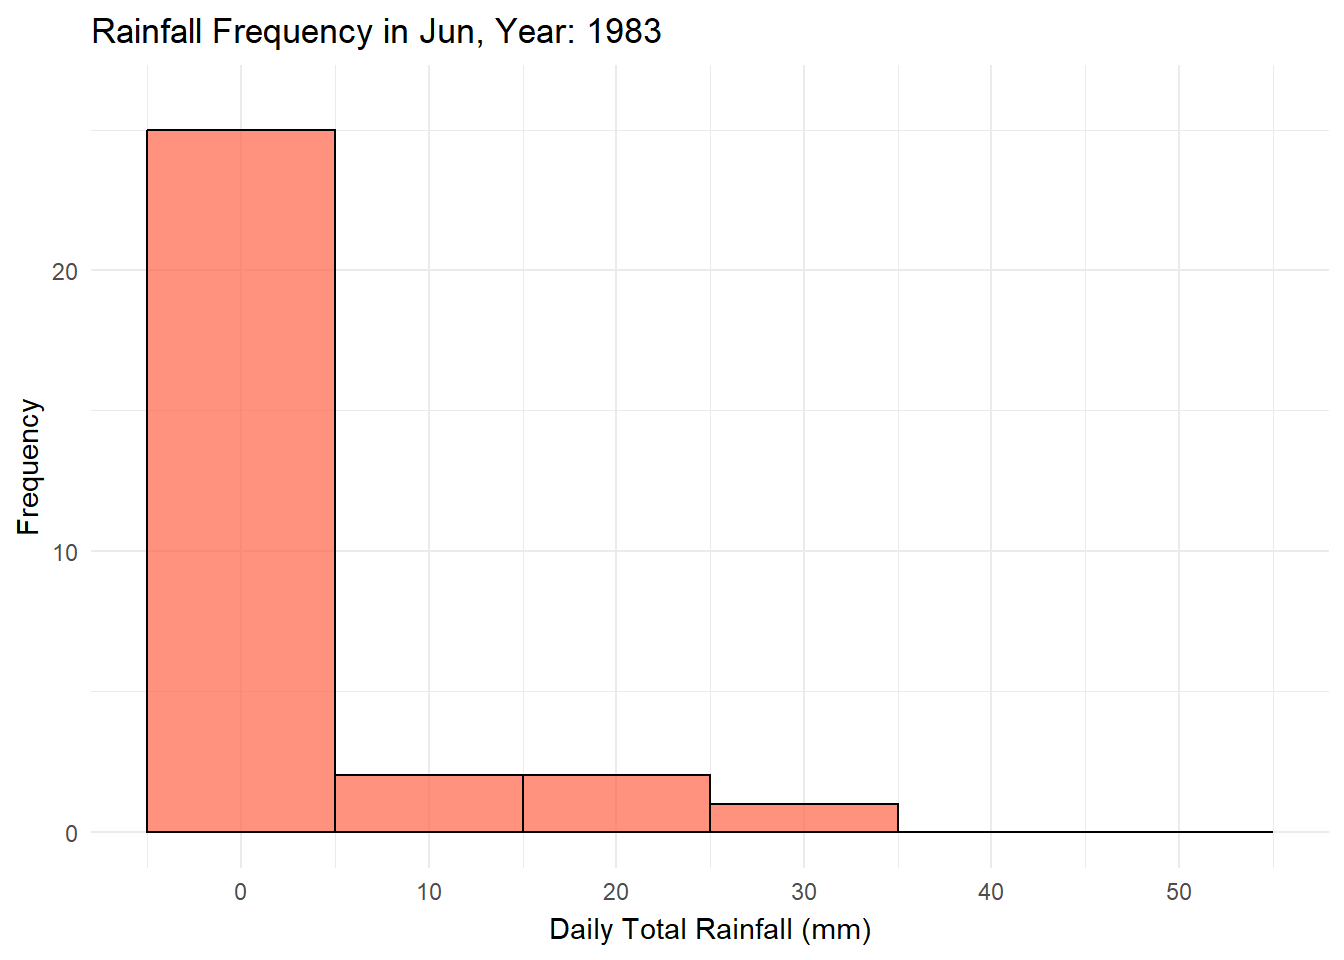 Rainfall Frequency in Jun, Year: 1983
Frequency
20
10
0
0 10 20 30 40 50
Daily Total Rainfall (mm)